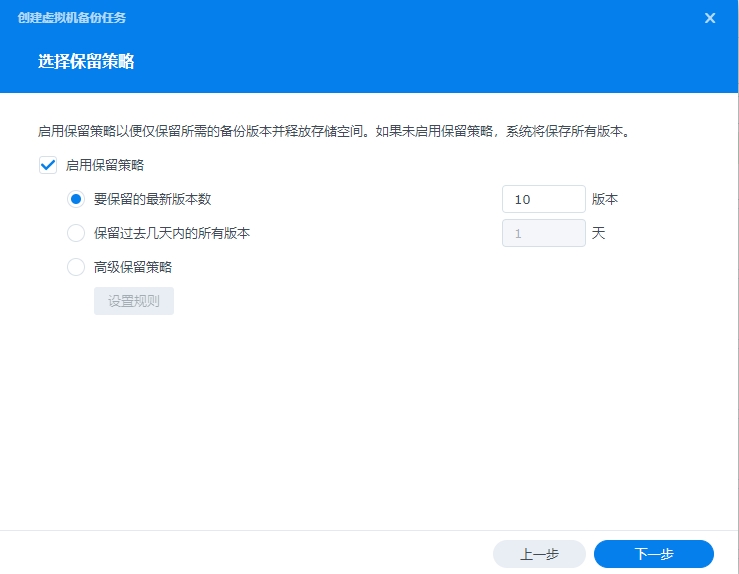 创建虚拟机备份任务
选择保留策略
启用保留策略以便仅保留所需的备份版本并释放存储空间。如果未启用保留策略，系统将保存所有版本。
启用保留策略
要保留的最新版本数 10 版本
保留过去几天内的所有版本 1 天
高级保留策略
设置规则
上一步 下一步